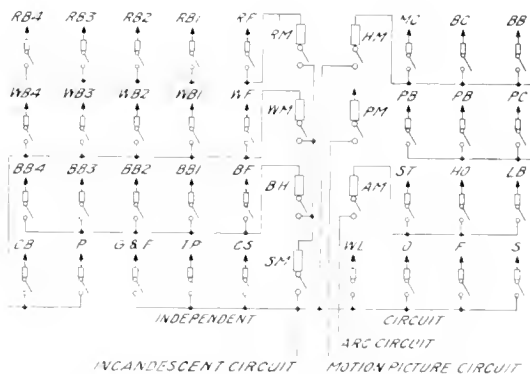 RB4 RB3 RB2 RB1 RF RM HM MC BC BB
WB4 WB3 WB2 WB1 WF WM PM PB PB PC
BB4 BB3 BB2 BB1 BF BH AM ST HO LB
CB P G&F TP CS SM WL O F S
INDEPENDENT CIRCUIT
ARC CIRCUIT
INCANDESCENT CIRCUIT MOTION PICTURE CIRCUIT